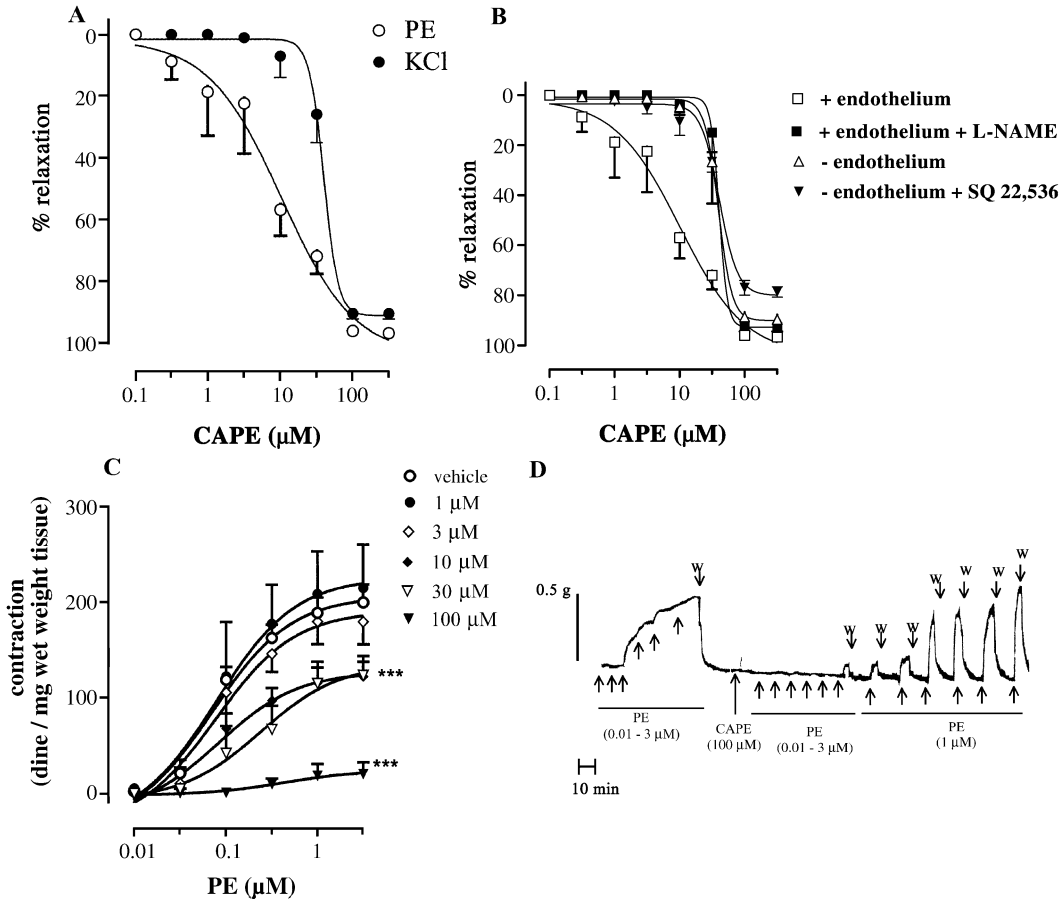 A
PE
KCl
0
20
40
60
80
100
% relaxation
0.1 1 10 100
CAPE (μM)
B
+ endothelium
+ endothelium + L-NAME
- endothelium
- endothelium + SQ 22,536
0
20
40
60
80
100
% relaxation
0.1 1 10 100
CAPE (μM)
C
vehicle
1 μM
3 μM
10 μM
30 μM
100 μM
300
200
100
0
contraction
(dine / mg wet weight tissue)
***
***
0.01 0.1 1
PE (μM)
D
0.5 g
W
W W W W W W W
PE
(0.01 - 3 μM)
CAPE
(100 μM)
PE
(0.01 - 3 μM)
PE
(1 μM)
10 min